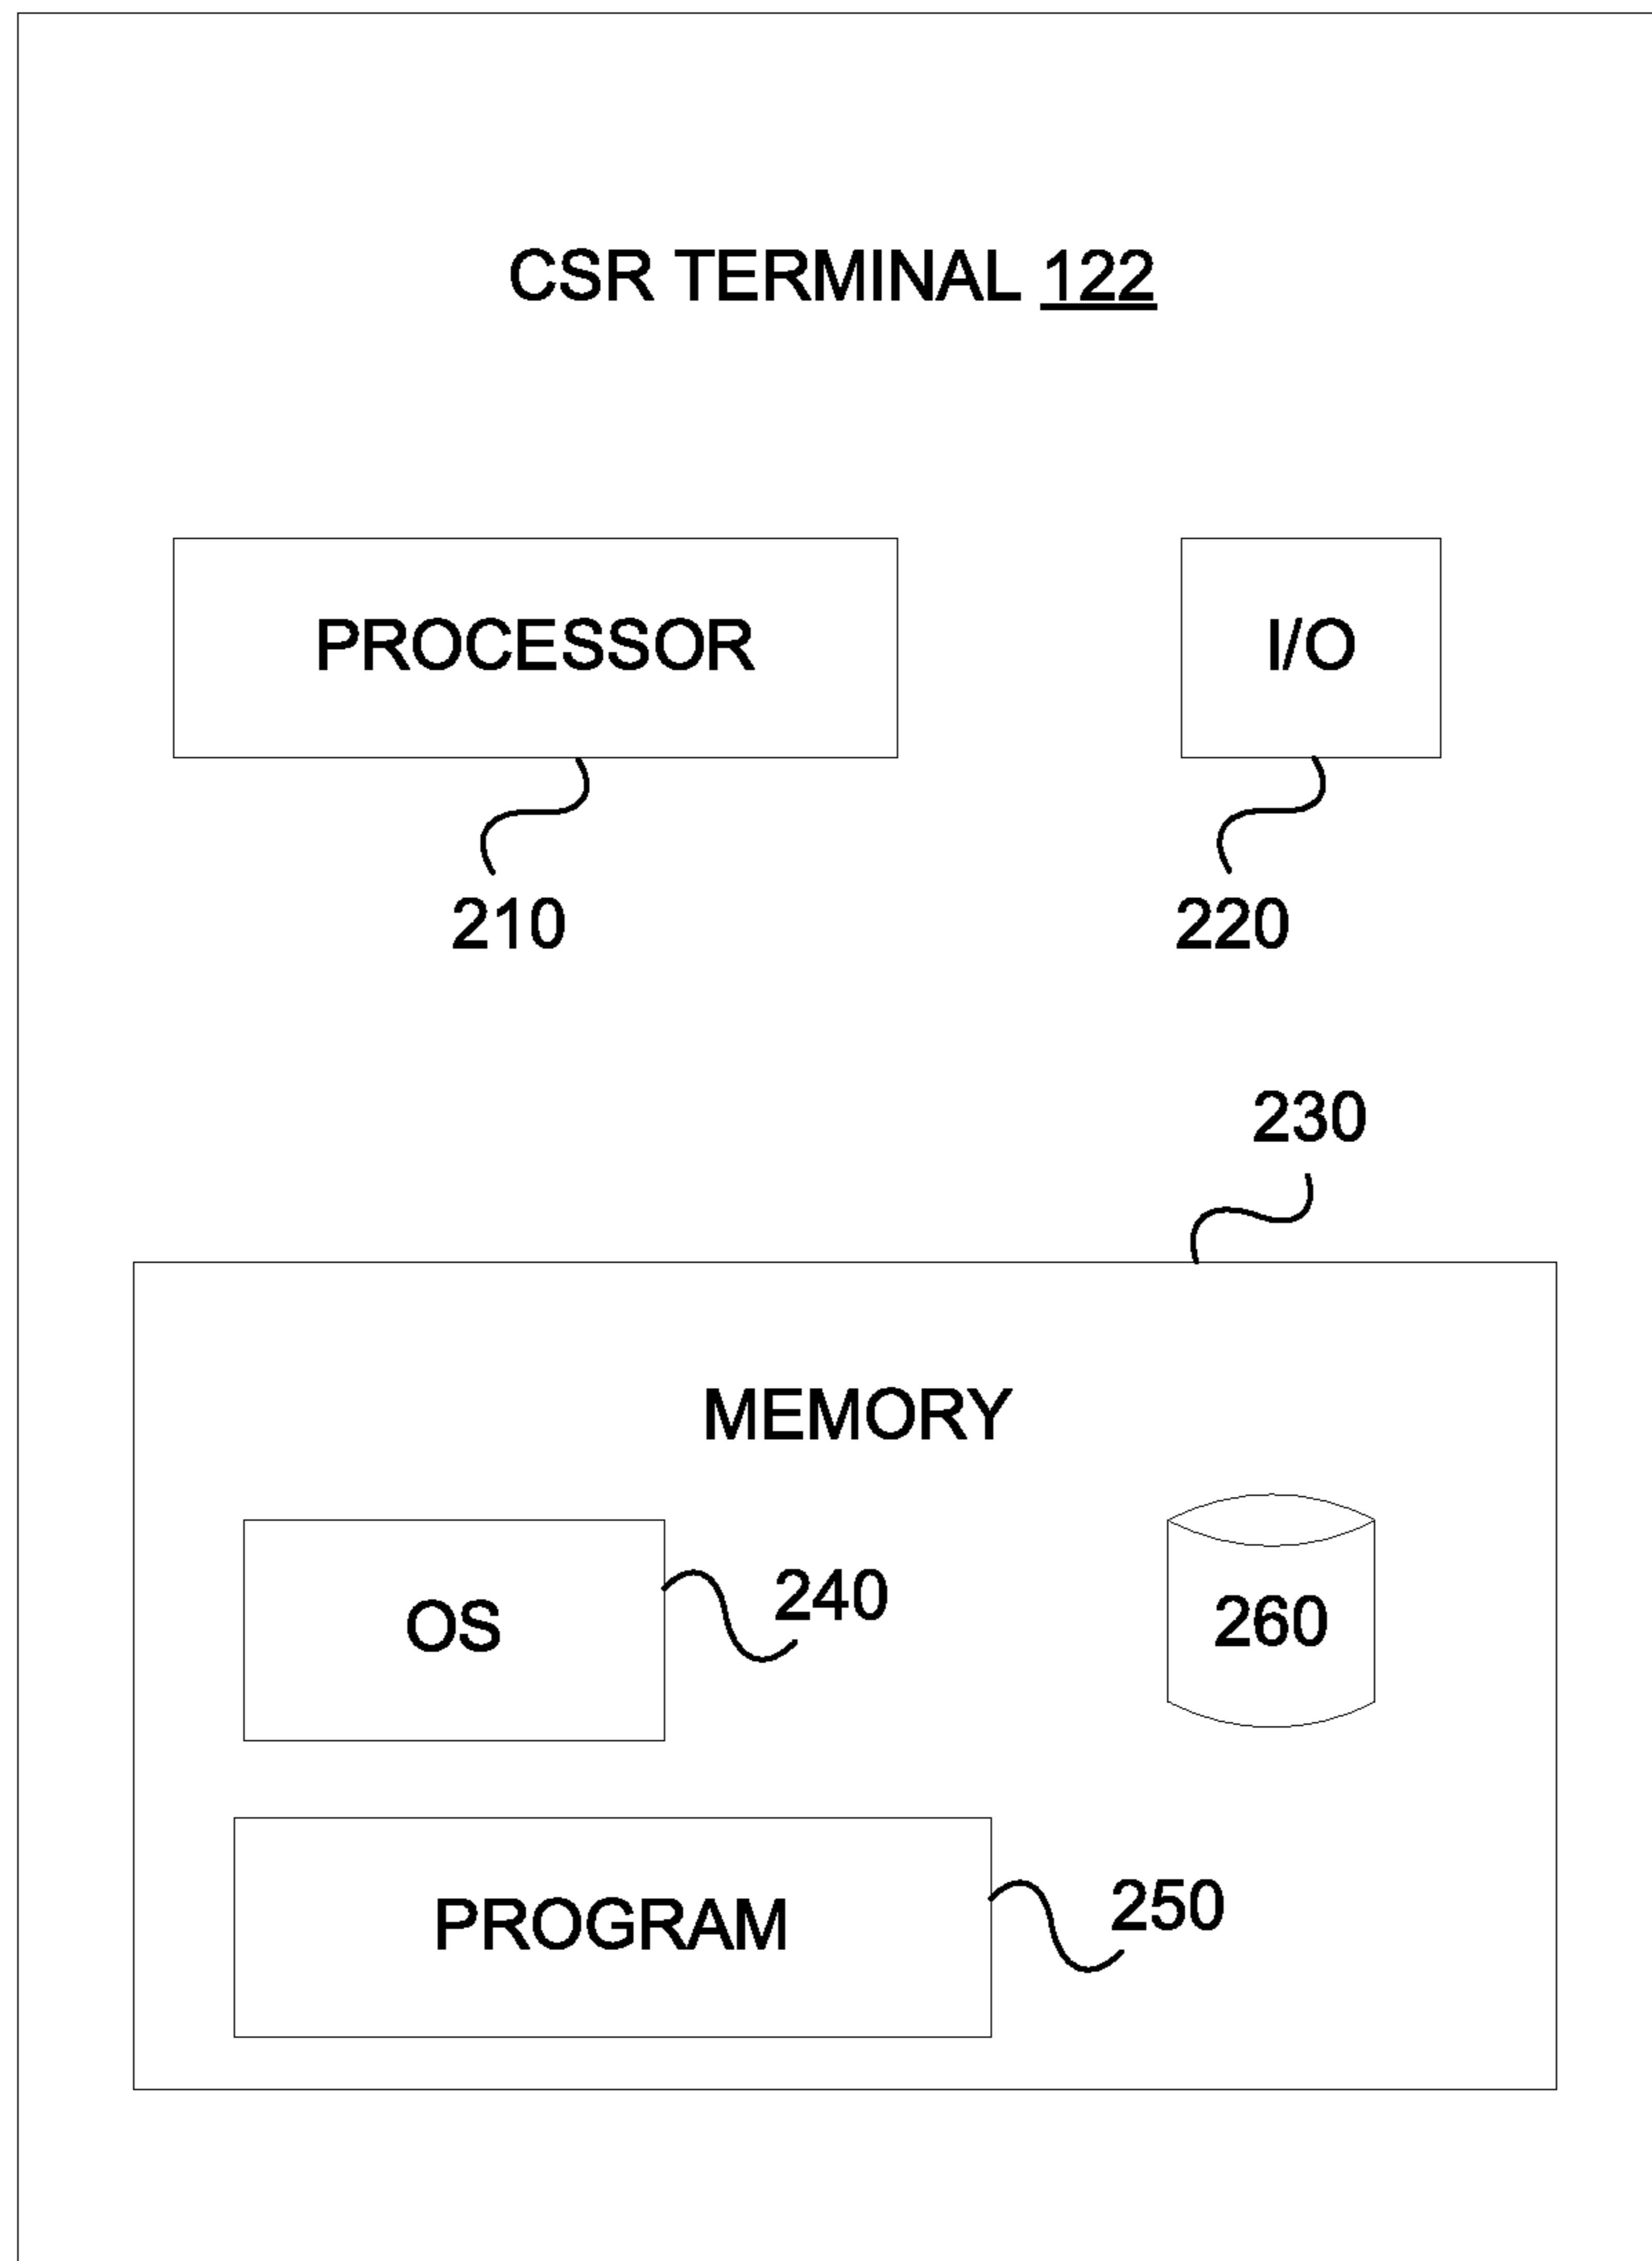 CSR TERMINAL 122
PROCESSOR
I/O
210
220
230
MEMORY
OS
240
260
PROGRAM
250